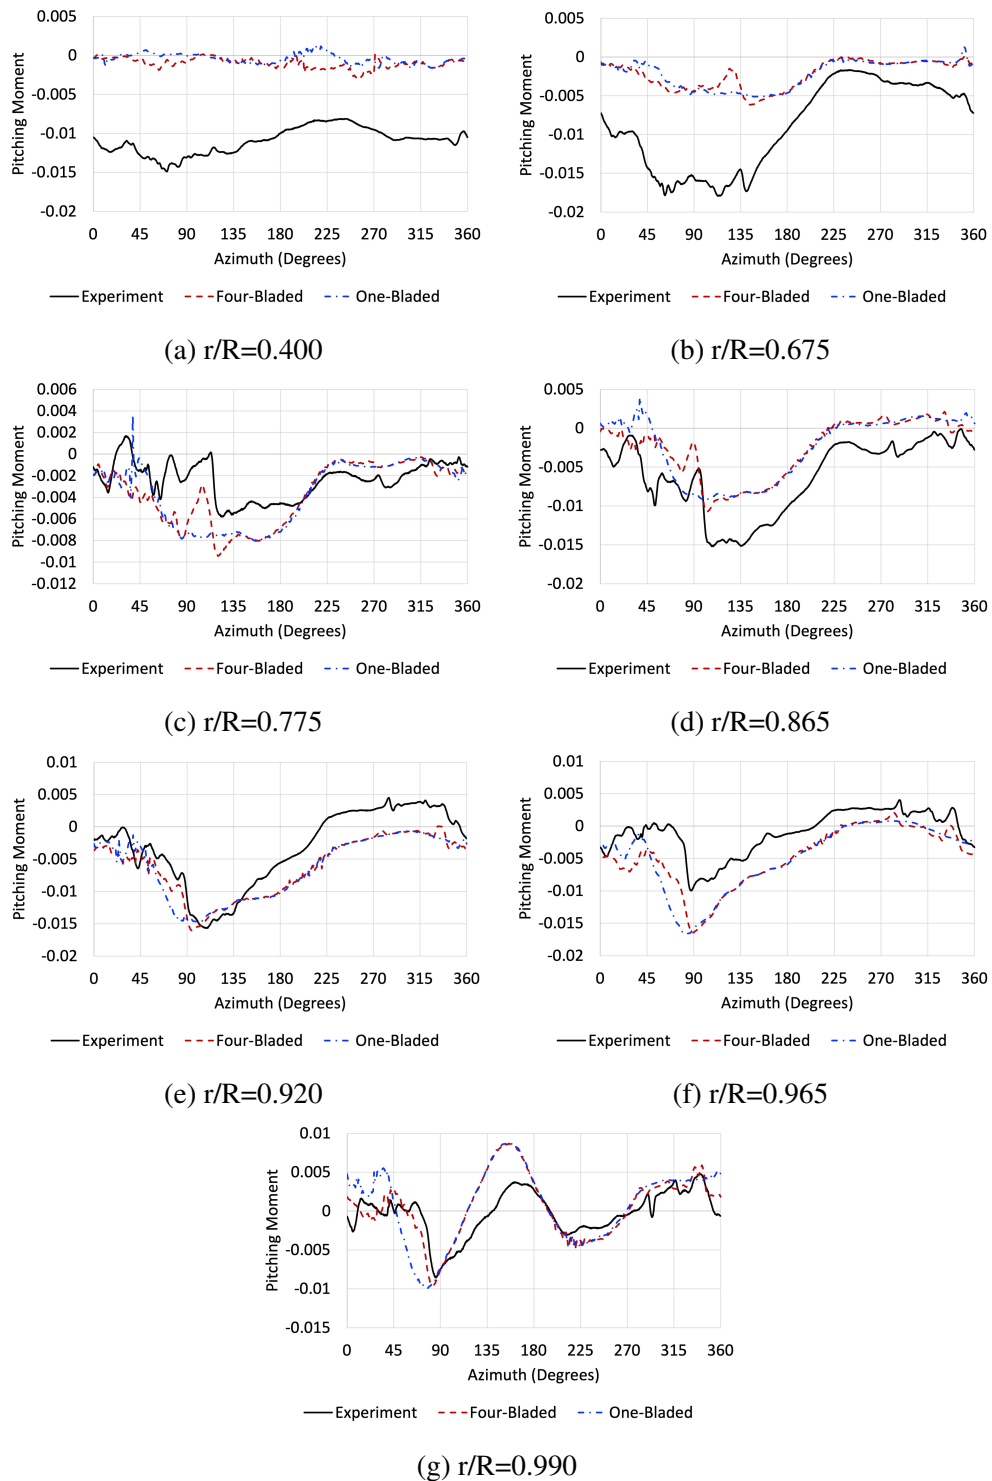 0.005
0
-0.005
-0.01
-0.015
-0.02
Pitching Moment
0 45 90 135 180 225 270 315 360
Azimuth (Degrees)
Experiment Four-Bladed One-Bladed
(a) r/R=0.400
0.005
0
-0.005
-0.01
-0.015
-0.02
Pitching Moment
0 45 90 135 180 225 270 315 360
Azimuth (Degrees)
Experiment Four-Bladed One-Bladed
(b) r/R=0.675
0.006
0.004
0.002
0
-0.002
-0.004
-0.006
-0.008
-0.01
-0.012
Pitching Moment
0 45 90 135 180 225 270 315 360
Azimuth (Degrees)
Experiment Four-Bladed One-Bladed
(c) r/R=0.775
0.005
0
-0.005
-0.01
-0.015
-0.02
Pitching Moment
0 45 90 135 180 225 270 315 360
Azimuth (Degrees)
Experiment Four-Bladed One-Bladed
(d) r/R=0.865
0.01
0.005
0
-0.005
-0.01
-0.015
-0.02
Pitching Moment
0 45 90 135 180 225 270 315 360
Azimuth (Degrees)
Experiment Four-Bladed One-Bladed
(e) r/R=0.920
0.01
0.005
0
-0.005
-0.01
-0.015
-0.02
Pitching Moment
0 45 90 135 180 225 270 315 360
Azimuth (Degrees)
Experiment Four-Bladed One-Bladed
(f) r/R=0.965
0.01
0.005
0
-0.005
-0.01
-0.015
Pitching Moment
0 45 90 135 180 225 270 315 360
Azimuth (Degrees)
Experiment Four-Bladed One-Bladed
(g) r/R=0.990